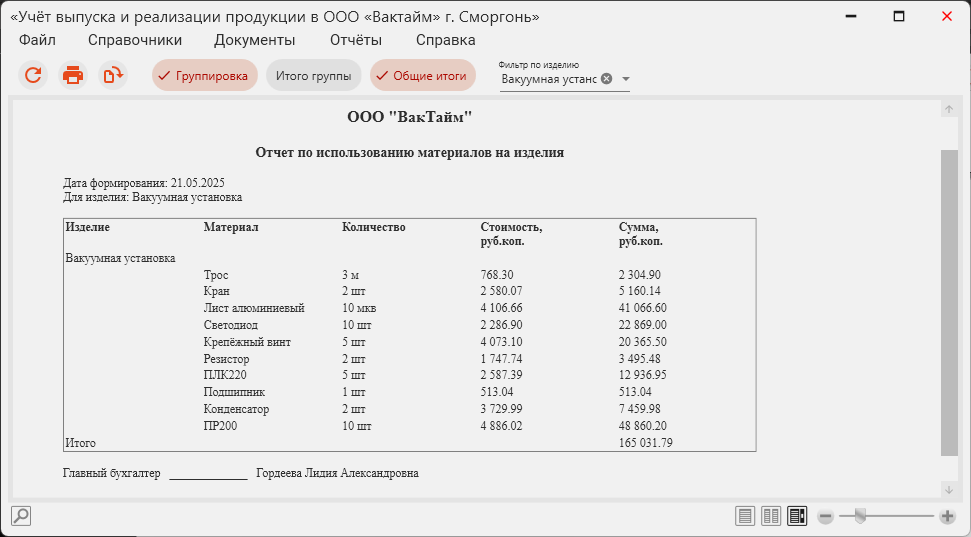 «Учёт выпуска и реализации продукции в ООО «Вактайм» г. Сморгонь»
Файл Справочники Документы Отчёты Справка
Группировка Итого группы Общие итоги
Фильтр по изделию
Вакуумная устанс
ООО "ВакТайм"
Отчет по использованию материалов на изделия
Дата формирования: 21.05.2025
Для изделия: Вакуумная установка
Изделие Материал Количество Стоимость, руб.коп. Сумма, руб.коп.
Вакуумная установка
Трос 3 м 768.30 2 304.90
Кран 2 шт 2 580.07 5 160.14
Лист алюминиевый 10 мкв 4 106.66 41 066.60
Светодиод 10 шт 2 286.90 22 869.00
Крепёжный винт 5 шт 4 073.10 20 365.50
Резистор 2 шт 1 747.74 3 495.48
ПЛК220 5 шт 2 587.39 12 936.95
Подшипник 1 шт 513.04 513.04
Конденсатор 2 шт 3 729.99 7 459.98
ПР200 10 шт 4 886.02 48 860.20
Итого 165 031.79
Главный бухгалтер _____________ Гордеева Лидия Александровна